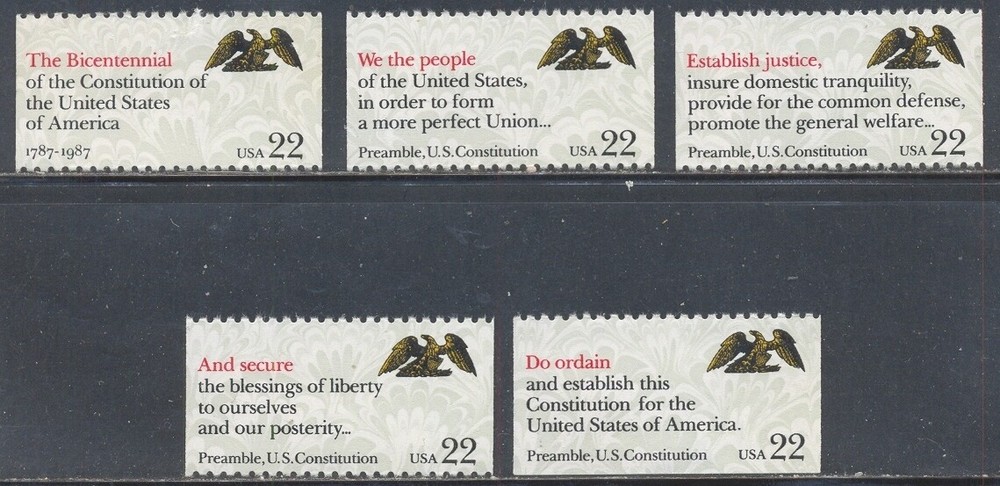 The Bicentennial
of the Constitution of
the United States
of America
1787-1987
USA 22
We the people
of the United States,
in order to form
a more perfect Union...
Preamble, U.S. Constitution
USA 22
Establish justice,
insure domestic tranquility,
provide for the common defense,
promote the general welfare...
Preamble, U.S. Constitution
USA 22
And secure
the blessings of liberty
to ourselves
and our posterity...
Preamble, U.S. Constitution
USA 22
Do ordain
and establish this
Constitution for the
United States of America.
Preamble, U.S. Constitution
USA 22